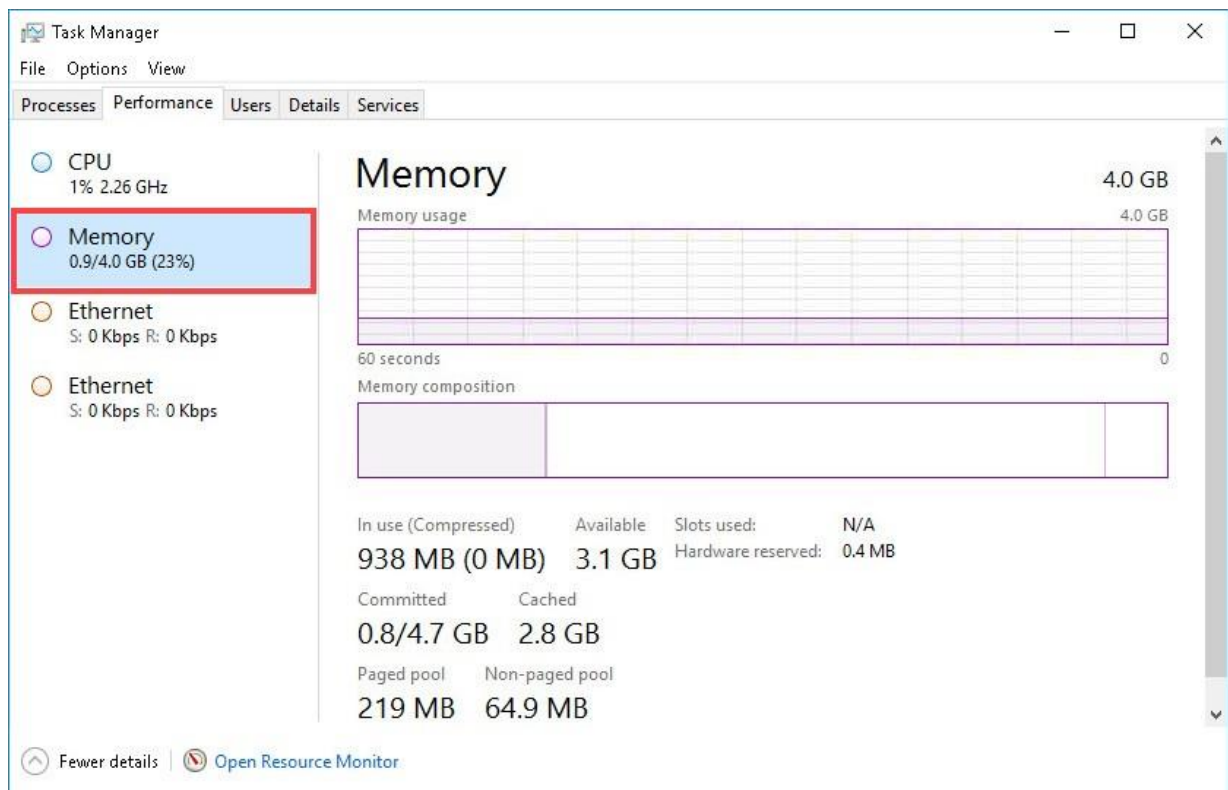 Task Manager
File Options View
Processes Performance Users Details Services
CPU
1% 2.26 GHz
Memory
0.9/4.0 GB (23%)
Ethernet
S: 0 Kbps R: 0 Kbps
Ethernet
S: 0 Kbps R: 0 Kbps
Memory 4.0 GB
Memory usage 4.0 GB
60 seconds 0
Memory composition
In use (Compressed) Available Slots used: N/A
938 MB (0 MB) 3.1 GB Hardware reserved: 0.4 MB
Committed Cached
0.8/4.7 GB 2.8 GB
Paged pool Non-paged pool
219 MB 64.9 MB
Fewer details Open Resource Monitor